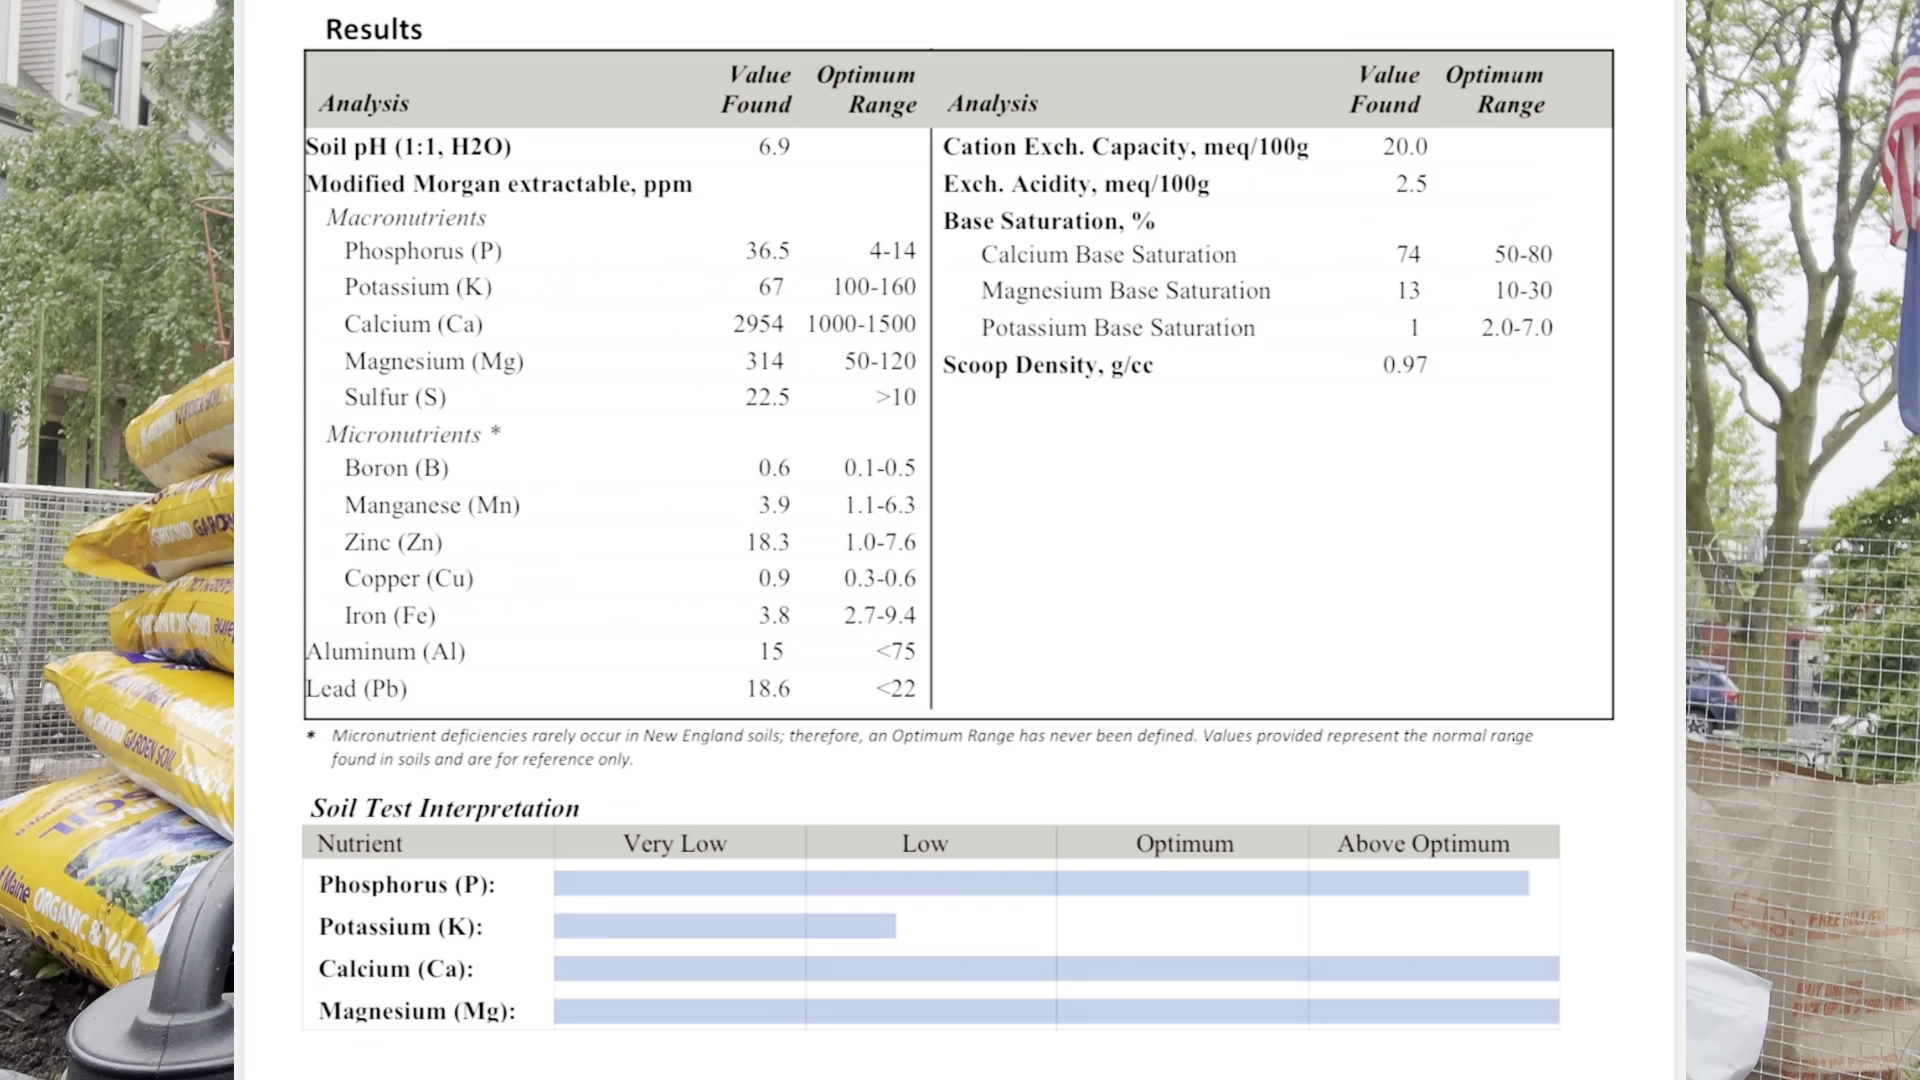 Results
Analysis Value Found Optimum Range Analysis Value Found Optimum Range
Soil pH (1:1, H2O) 6.9
Modified Morgan extractable, ppm
Macronutrients
Phosphorus (P) 36.5 4-14
Potassium (K) 67 100-160
Calcium (Ca) 2954 1000-1500
Magnesium (Mg) 314 50-120
Sulfur (S) 22.5 >10
Micronutrients *
Boron (B) 0.6 0.1-0.5
Manganese (Mn) 3.9 1.1-6.3
Zinc (Zn) 18.3 1.0-7.6
Copper (Cu) 0.9 0.3-0.6
Iron (Fe) 3.8 2.7-9.4
Aluminum (Al) 15 <75
Lead (Pb) 18.6 <22
Cation Exch. Capacity, meq/100g 20.0
Exch. Acidity, meq/100g 2.5
Base Saturation, %
Calcium Base Saturation 74 50-80
Magnesium Base Saturation 13 10-30
Potassium Base Saturation 1 2.0-7.0
Scoop Density, g/cc 0.97
* Micronutrient deficiencies rarely occur in New England soils; therefore, an Optimum Range has never been defined. Values provided represent the normal range
found in soils and are for reference only.
Soil Test Interpretation
Nutrient Very Low Low Optimum Above Optimum
Phosphorus (P):
Potassium (K):
Calcium (Ca):
Magnesium (Mg):
GARDEN SOIL
GARDEN SOIL
SOIL
Maine
ORGANIC &